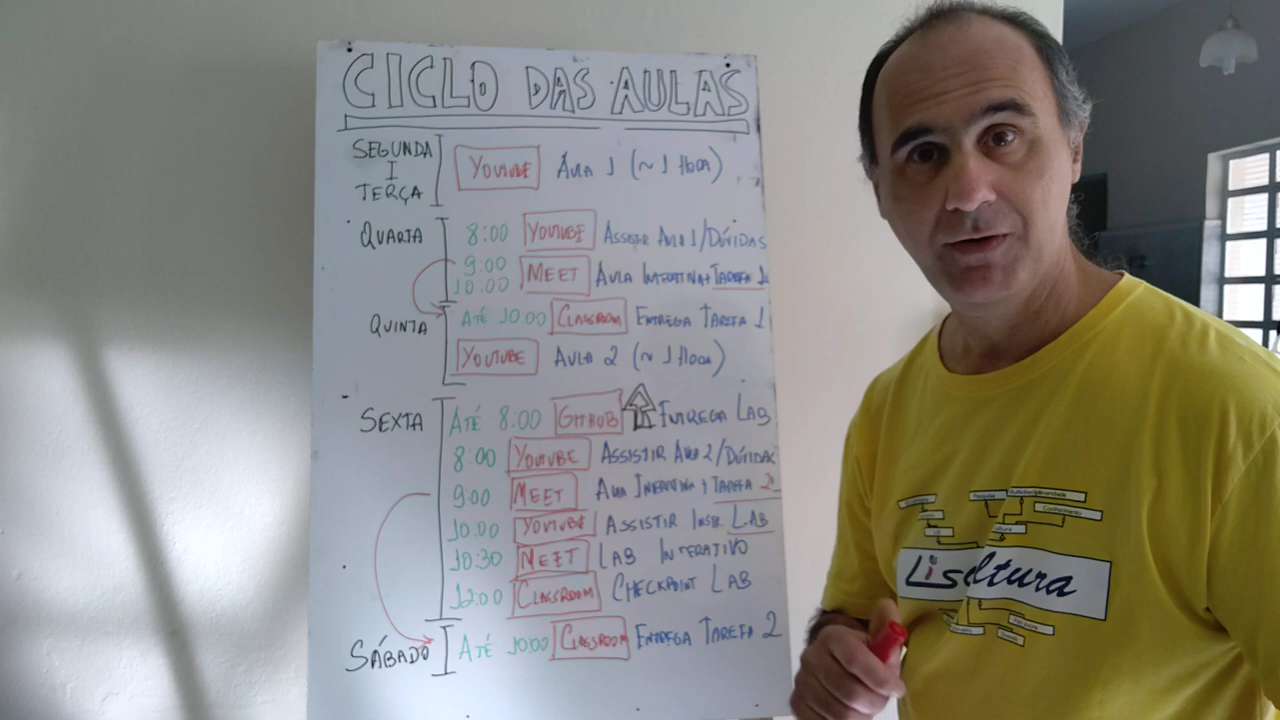 CICLO DAS AULAS
SEGUNDA
I
TERÇA
YOUTUBE AULA 1 (~ 1 HORA)
QUARTA
8:00 YOUTUBE ASSISTIR AULA 1/DÚVIDAS
9:00
10:00 MEET AULA INTERATIVA + TAREFA 1
QUINTA
ATÉ 10:00 CLASSROOM ENTREGA TAREFA 1
YOUTUBE AULA 2 (~ 1 HORA)
SEXTA
ATÉ 8:00 GITHUB ENTREGA LAB
8:00 YOUTUBE ASSISTIR AULA 2/DÚVIDAS
9:00 MEET AULA INTERATIVA + TAREFA 2
10:00 YOUTUBE ASSISTIR INSTR. LAB
10:30 MEET LAB INTERATIVO
12:00 CLASSROOM CHECKPOINT LAB
SÁBADO
ATÉ 10:00 CLASSROOM ENTREGA TAREFA 2
Pesquisa
Multidisciplinaridade
Conhecimento
Liscultura